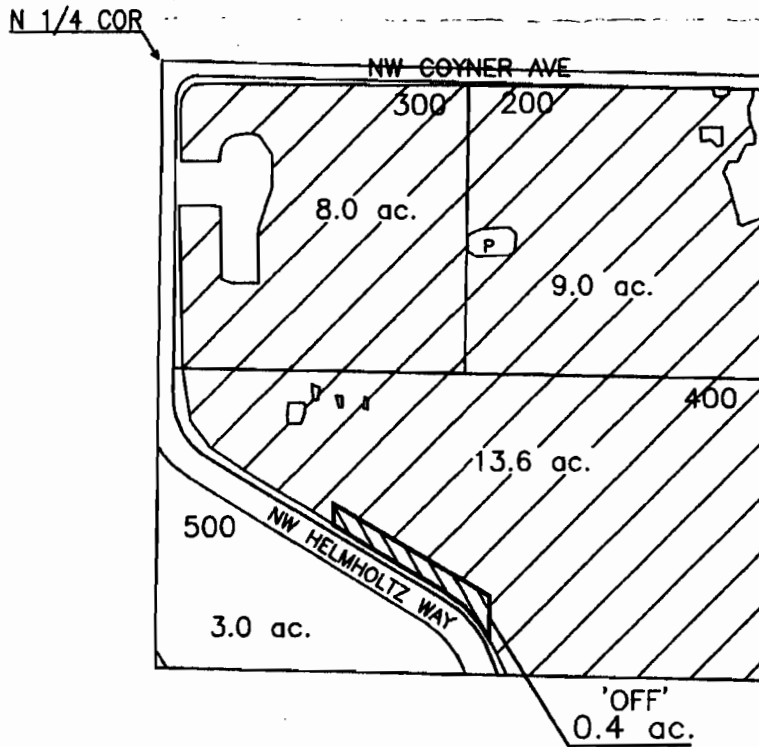 N 1/4 COR
NW COYNER AVE
300
200
8.0 ac.
P
9.0 ac.
400
13.6 ac.
500
NW HELMHOLTZ WAY
3.0 ac.
'OFF'
0.4 ac.